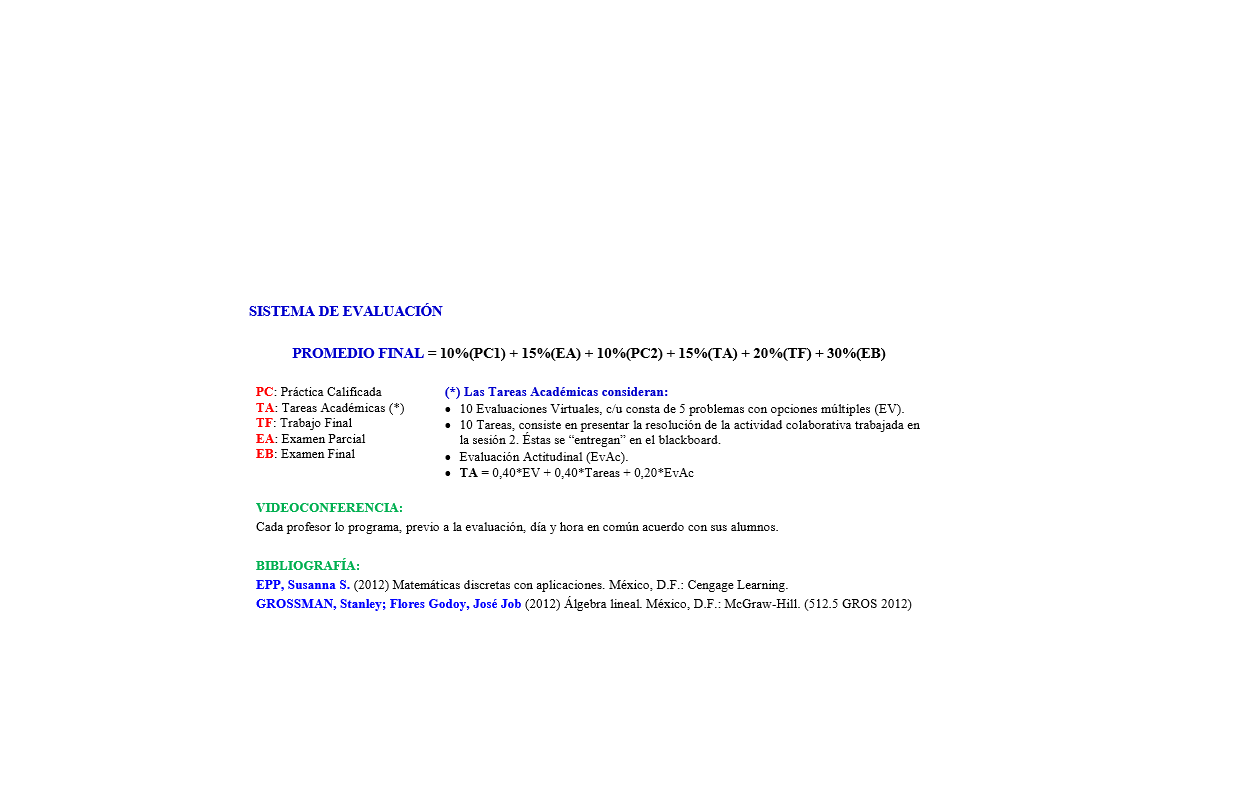 SISTEMA DE EVALUACIÓN
PROMEDIO FINAL = 10%(PC1) + 15%(EA) + 10%(PC2) + 15%(TA) + 20%(TF) + 30%(EB)
PC: Práctica Calificada
TA: Tareas Académicas (*)
TF: Trabajo Final
EA: Examen Parcial
EB: Examen Final
(*) Las Tareas Académicas consideran:
• 10 Evaluaciones Virtuales, c/u consta de 5 problemas con opciones múltiples (EV).
• 10 Tareas, consiste en presentar la resolución de la actividad colaborativa trabajada en
la sesión 2. Éstas se “entregan” en el blackboard.
• Evaluación Actitudinal (EvAc).
• TA = 0,40*EV + 0,40*Tareas + 0,20*EvAc
VIDEOCONFERENCIA:
Cada profesor lo programa, previo a la evaluación, día y hora en común acuerdo con sus alumnos.
BIBLIOGRAFÍA:
EPP, Susanna S. (2012) Matemáticas discretas con aplicaciones. México, D.F.: Cengage Learning.
GROSSMAN, Stanley; Flores Godoy, José Job (2012) Álgebra lineal. México, D.F.: McGraw-Hill. (512.5 GROS 2012)